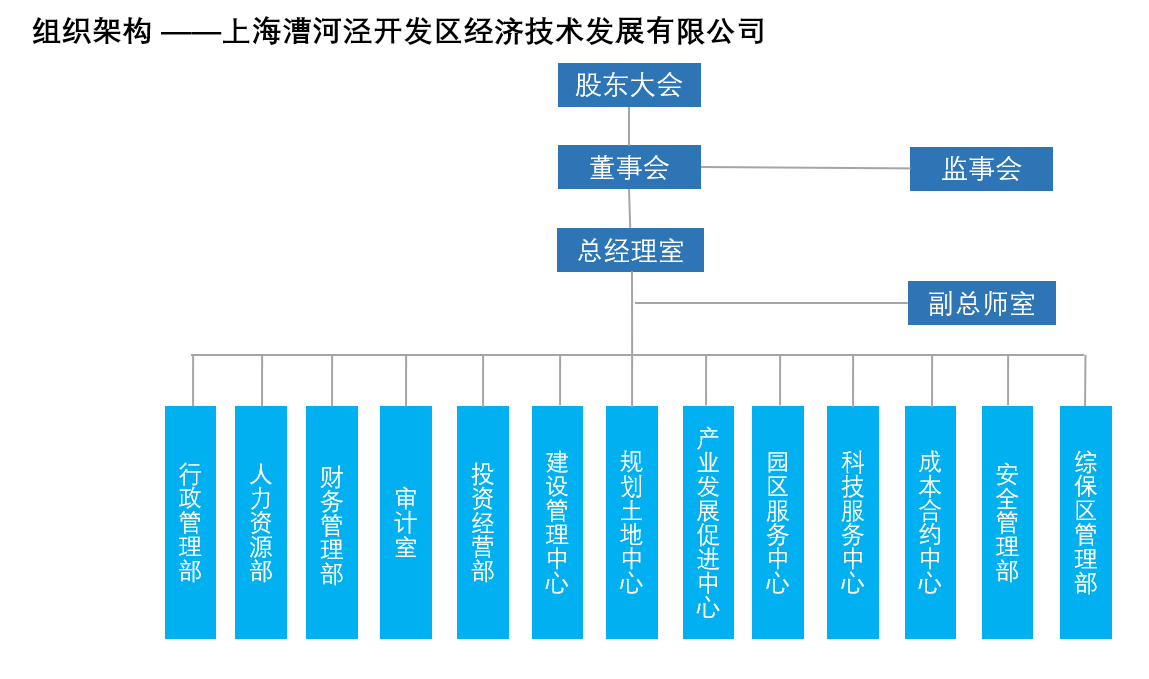 组织架构 ——上海漕河泾开发区经济技术发展有限公司
股东大会
董事会
监事会
总经理室
副总师室
行政管理部
人力资源部
财务管理部
审计室
投资经营部
建设管理中心
规划土地中心
产业发展促进中心
园区服务中心
科技服务中心
成本合约中心
安全管理部
综保区管理部